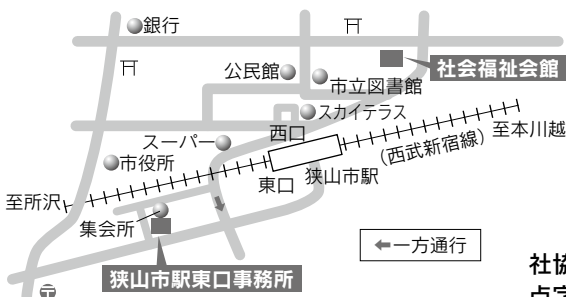 銀行
公民館
市立図書館
社会福祉会館
スカイテラス
西口
スーパー
市役所
至本川越
(西武新宿線)
狭山市駅
東口
至所沢
集会所
←一方通行
狭山市駅東口事務所
社協
点字